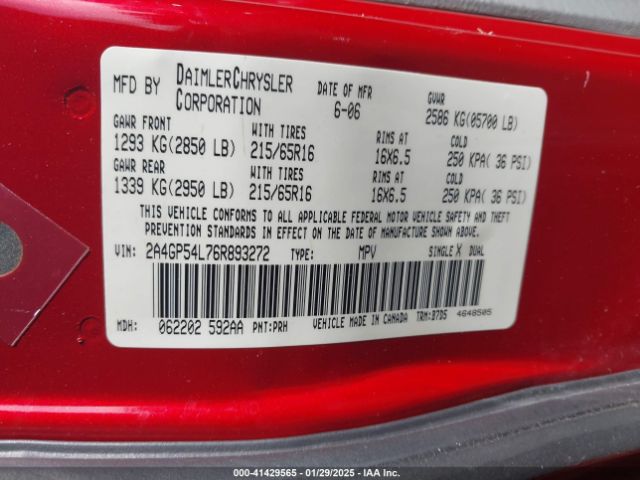 MFD BY DAIMLERCHRYSLER CORPORATION DATE OF MFR 6-06 GVWR 2586 KG(05700 LB)
GAWR FRONT WITH TIRES RIMS AT COLD
1293 KG(2850 LB) 215/65R16 16X6.5 250 KPA( 36 PSI)
GAWR REAR WITH TIRES RIMS AT COLD
1339 KG(2950 LB) 215/65R16 16X6.5 250 KPA( 36 PSI)
THIS VEHICLE CONFORMS TO ALL APPLICABLE FEDERAL MOTOR VEHICLE SAFETY AND THEFT
PREVENTION STANDARDS IN EFFECT ON THE DATE OF MANUFACTURE SHOWN ABOVE.
VIN: 2A4GP54L76R893272 TYPE: MPV SINGLE X DUAL
MDH: 062202 592AA PNT:PRH VEHICLE MADE IN CANADA TRM:B7D5 4648505
000-41429565 - 01/29/2025 - IAA Inc.